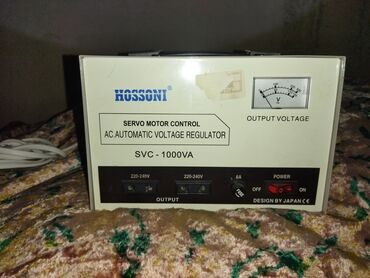 HOSSONI®
SERVO MOTOR CONTROL
AC AUTOMATIC VOLTAGE REGULATOR
SVC - 1000VA
V
OUTPUT VOLTAGE
220-240V 220-240V 6A POWER
OFF ON
OUTPUT
DESIGN BY JAPAN CE